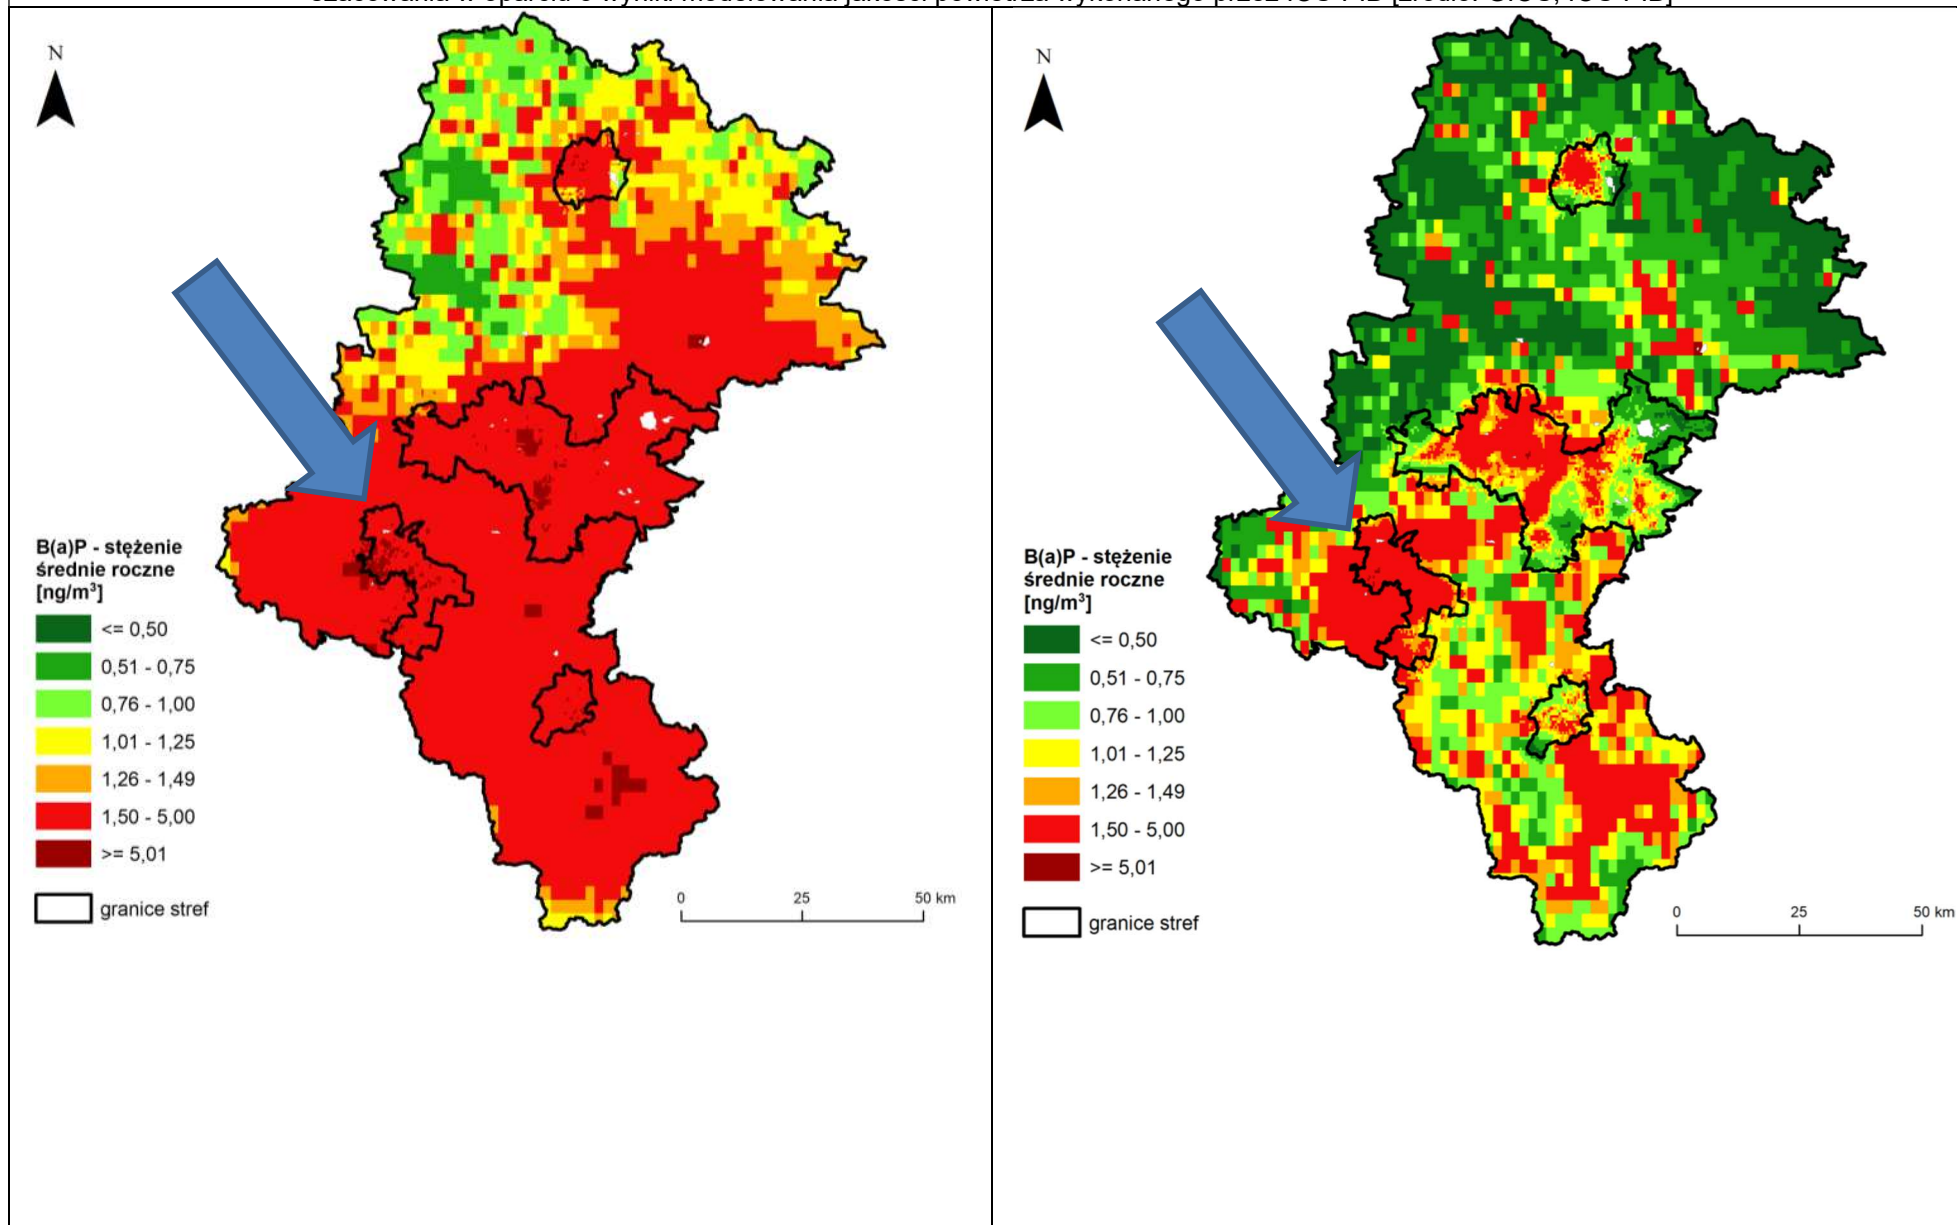 N
B(a)P - stężenie
średnie roczne
[ng/m³]
<= 0,50
0,51 - 0,75
0,76 - 1,00
1,01 - 1,25
1,26 - 1,49
1,50 - 5,00
>= 5,01
granice stref
0 25 50 km
N
B(a)P - stężenie
średnie roczne
[ng/m³]
<= 0,50
0,51 - 0,75
0,76 - 1,00
1,01 - 1,25
1,26 - 1,49
1,50 - 5,00
>= 5,01
granice stref
0 25 50 km